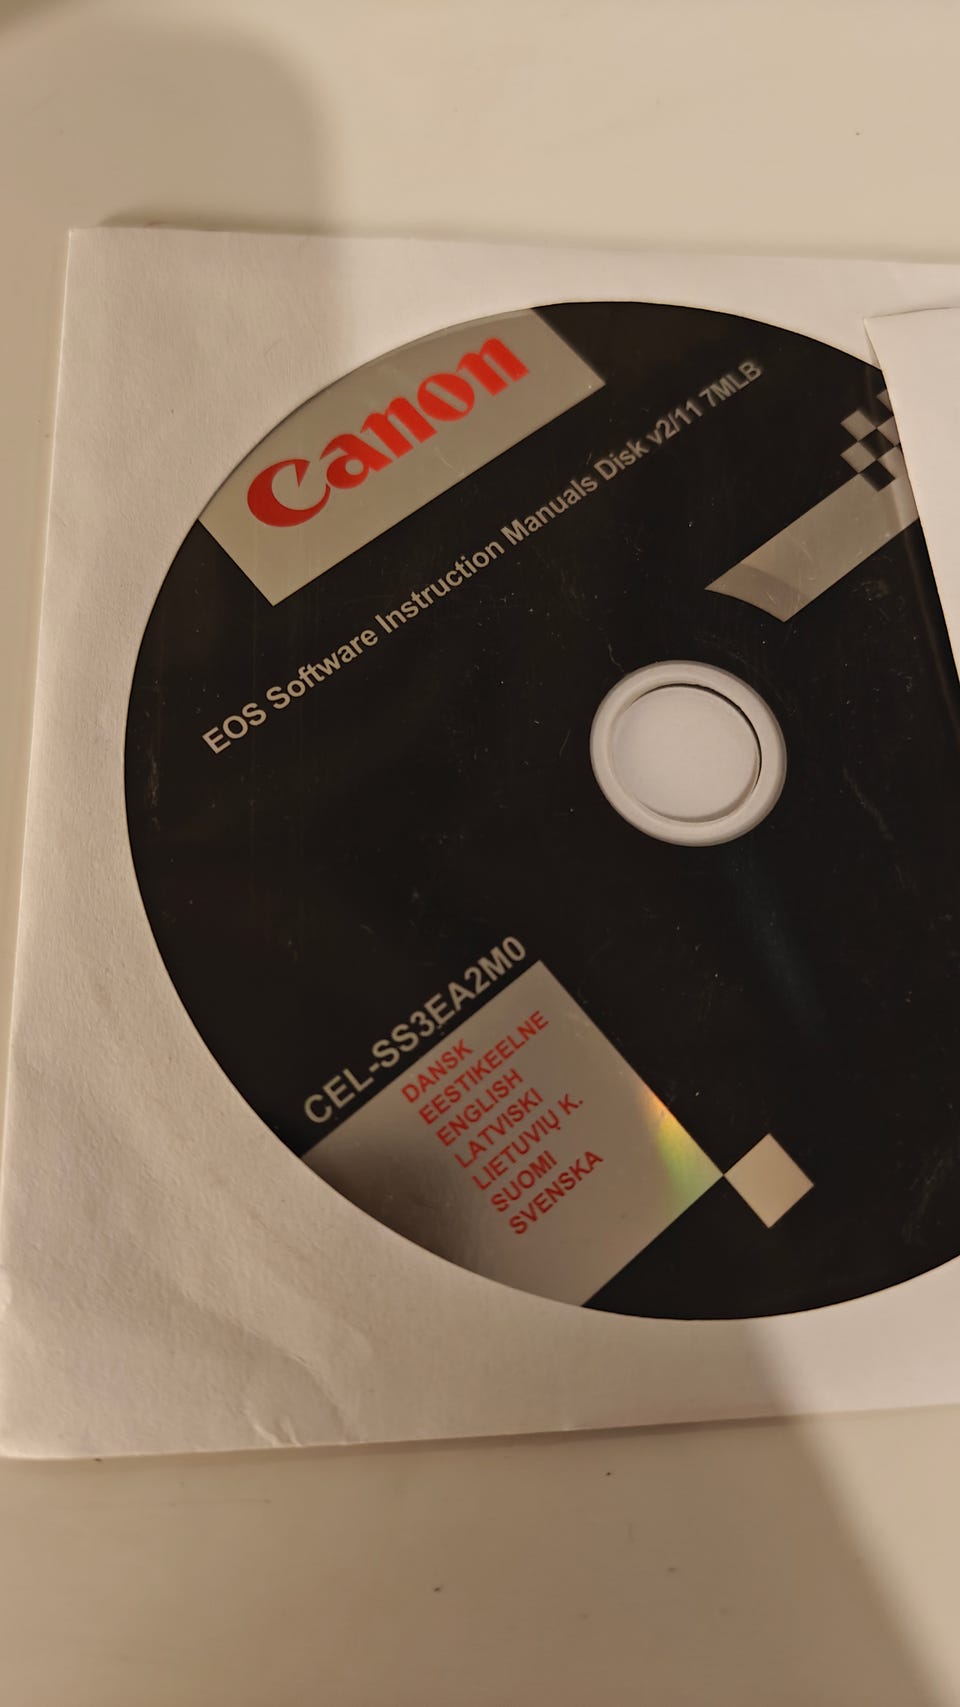 Canon
EOS Software Instruction Manuals Disk v2/11 7MLB
CEL-SS3EA2M0
DANSK
EESTIKEELNE
ENGLISH
LATVISKI
LIETUVIŲ K.
SUOMI
SVENSKA